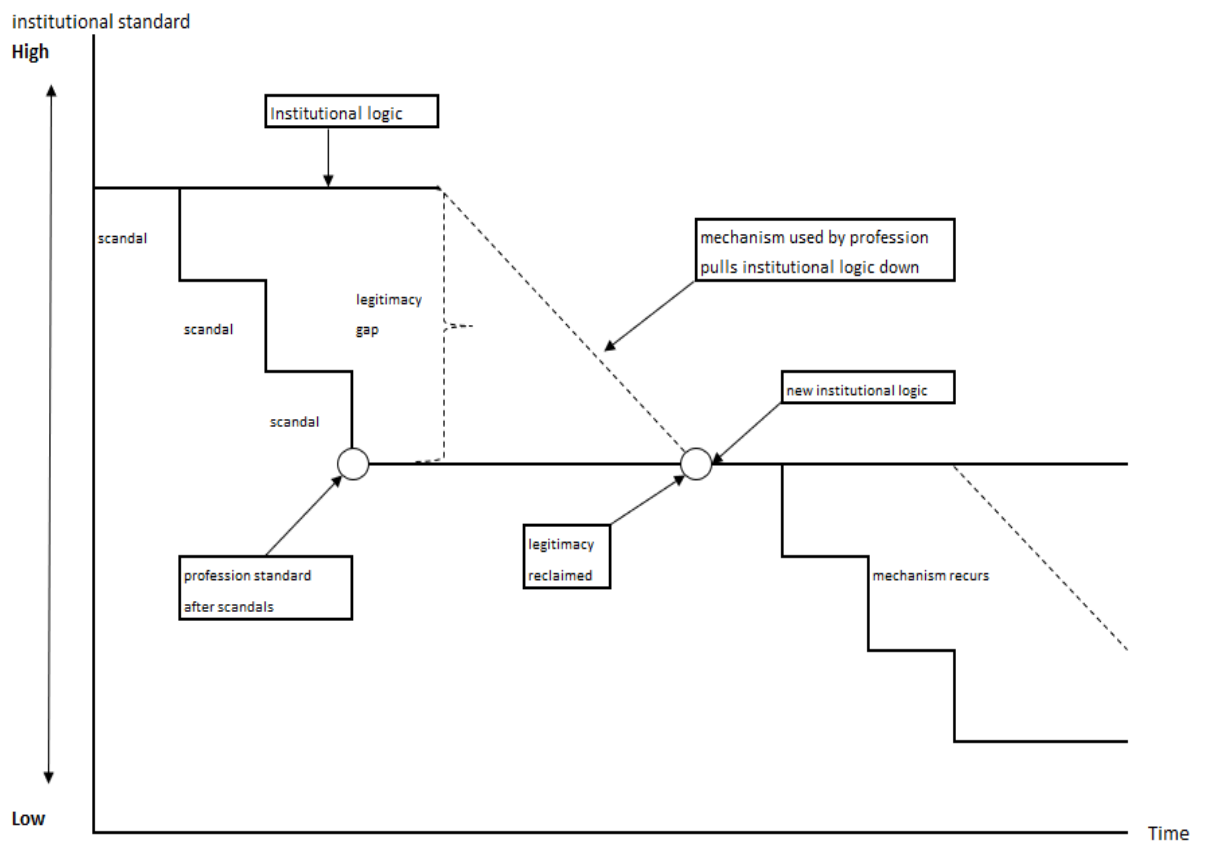 institutional standard
High
Institutional logic
scandal
mechanism used by profession
pulls institutional logic down
legitimacy
gap
scandal
new institutional logic
scandal
legitimacy
reclaimed
profession standard
after scandals
mechanism recurs
Low
Time